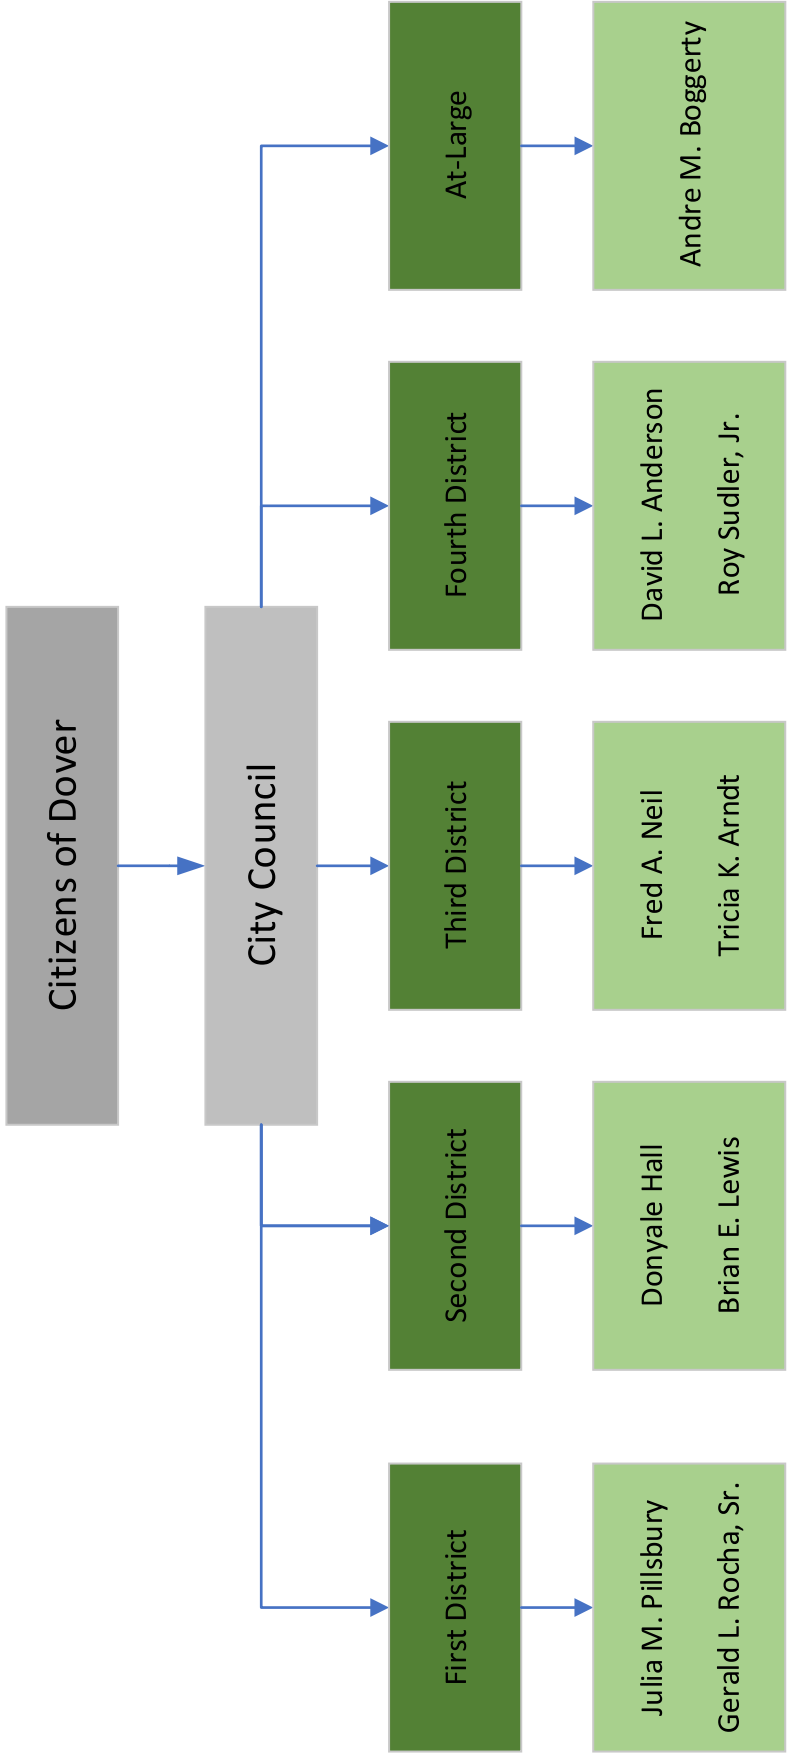 Citizens of Dover
City Council
First District
Second District
Third District
Fourth District
At-Large
Julia M. Pillsbury
Gerald L. Rocha, Sr.
Donyale Hall
Brian E. Lewis
Fred A. Neil
Tricia K. Arndt
David L. Anderson
Roy Sudler, Jr.
Andre M. Boggerty